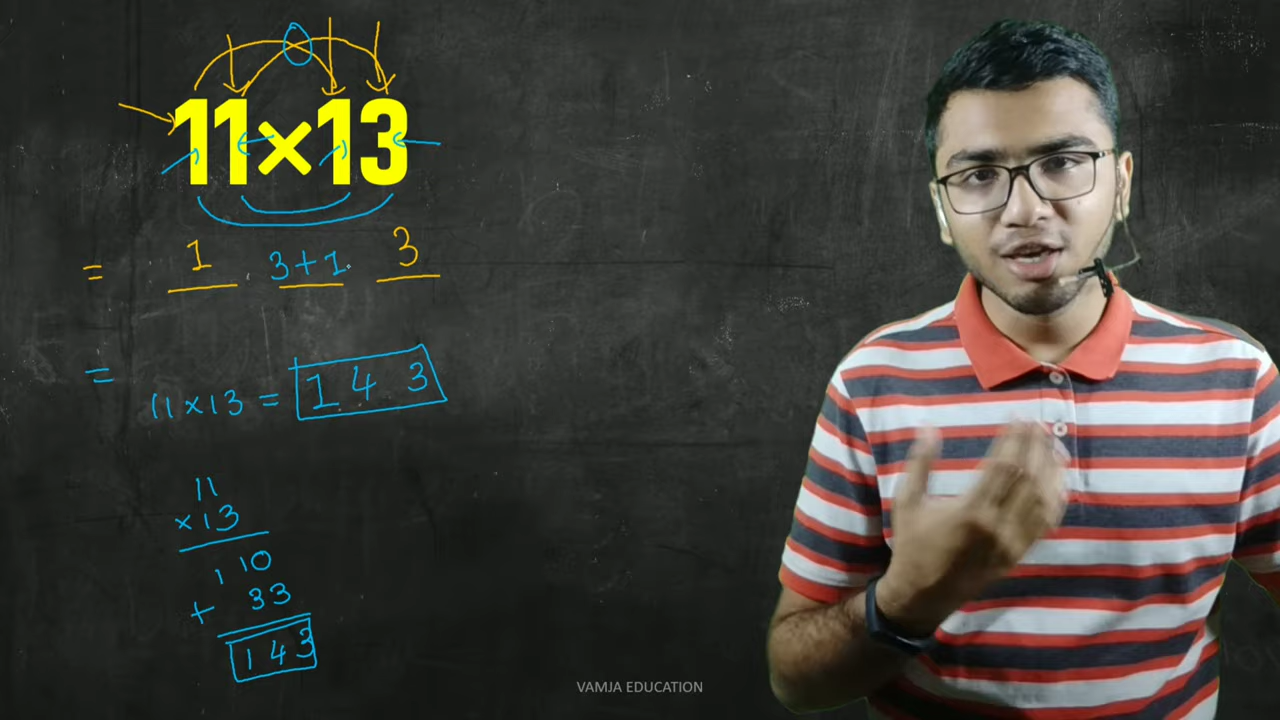 11×13
= 1 3+1 3
=
11×13 = 143
11
×13
110
+ 33
143
VAMJA EDUCATION